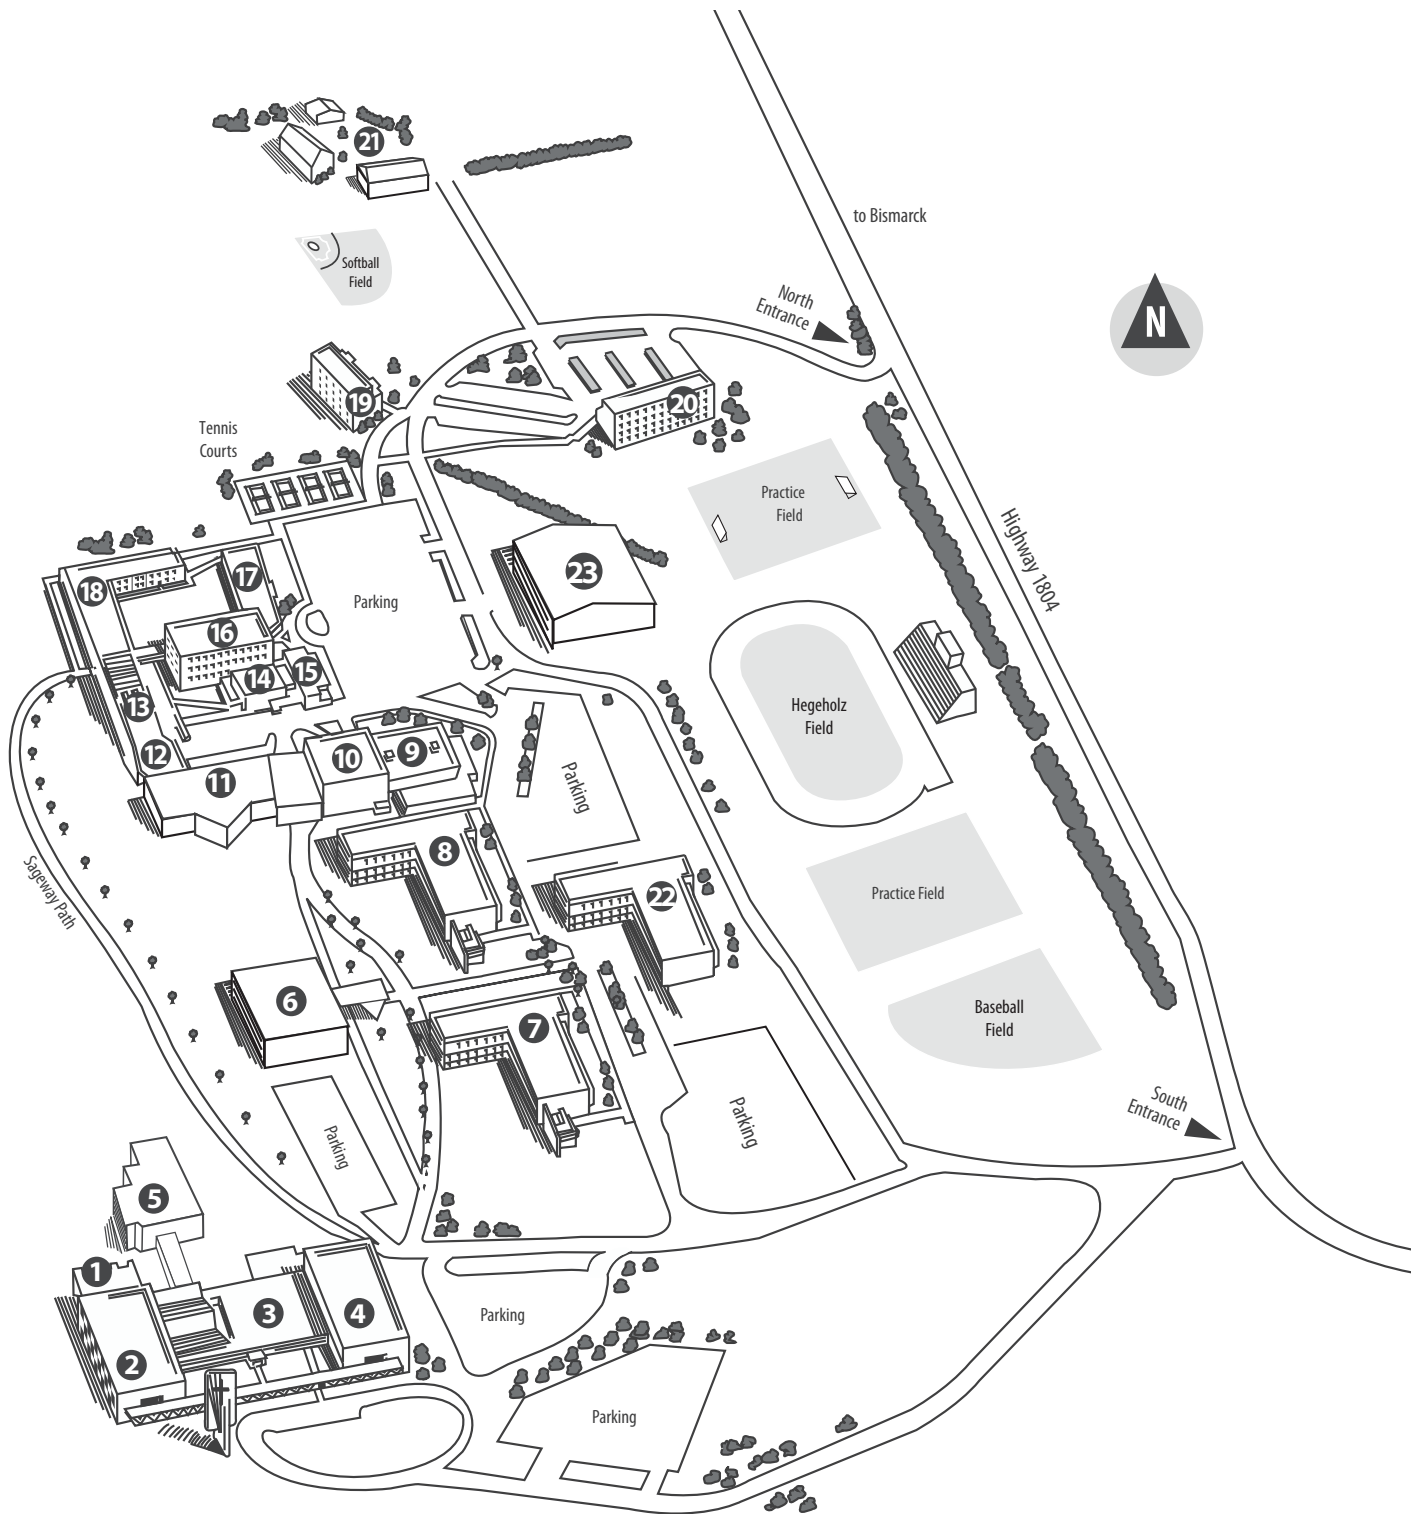 21
to Bismarck
Softball
Field
North
Entrance
N
19
20
Tennis
Courts
Practice
Field
Highway 1804
23
17
18
Parking
16
15
14
13
Hegeholz
Field
12
10
9
11
Parking
8
Sageway Path
22
Practice Field
6
7
Baseball
Field
Parking
South
Entrance
Parking
5
1
3
4
Parking
2
Parking